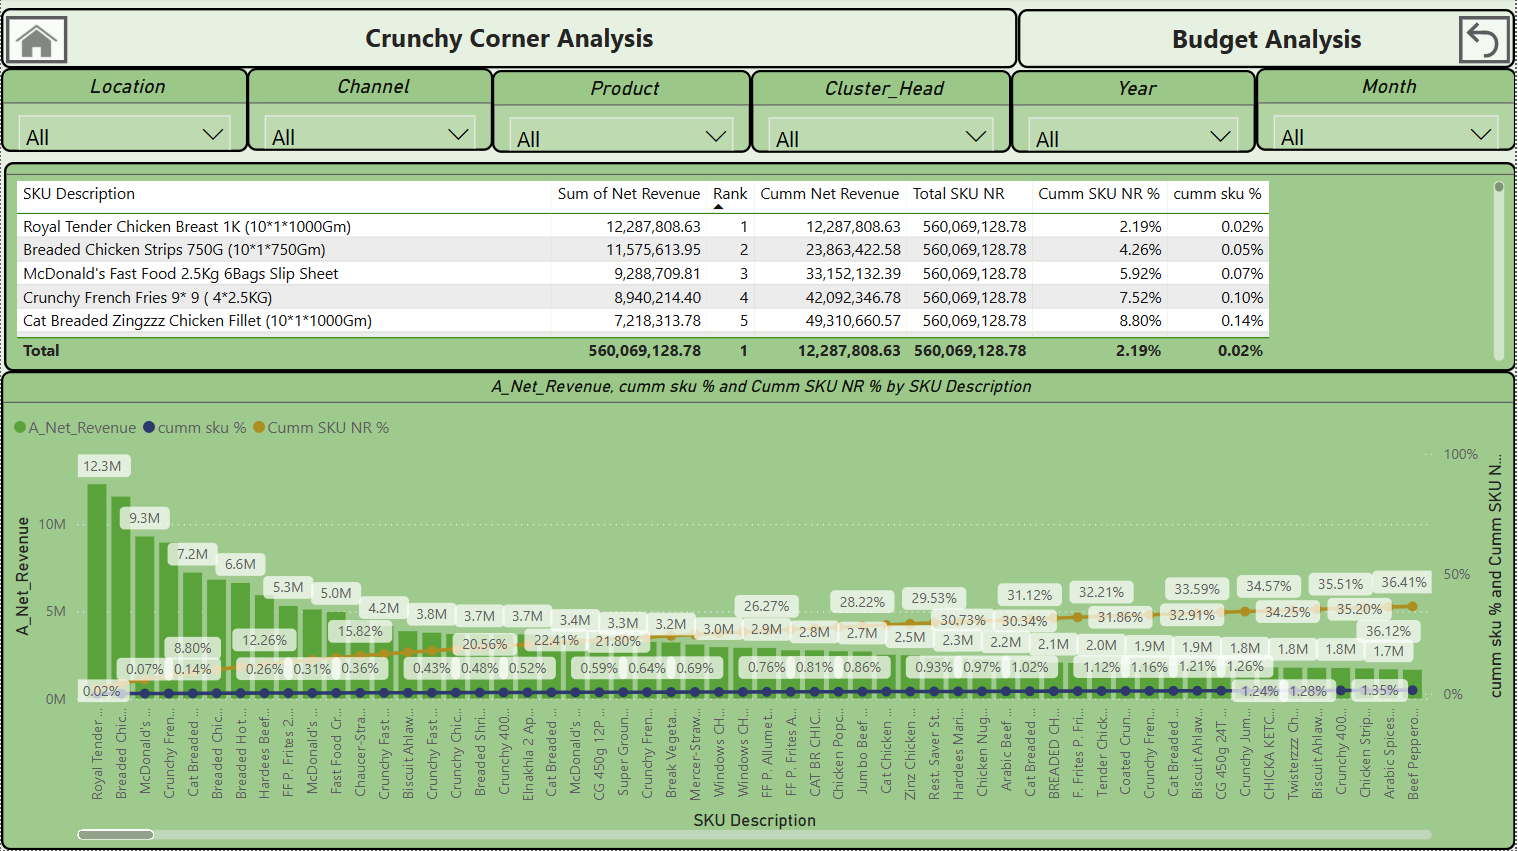 Crunchy Corner Analysis
Budget Analysis
Location
Channel
Product
Cluster_Head
Year
Month
All
All
All
All
All
All
SKU Description Sum of Net Revenue Rank Cumm Net Revenue Total SKU NR Cumm SKU NR % cumm sku %
Royal Tender Chicken Breast 1K (10*1*1000Gm) 12,287,808.63 1 12,287,808.63 560,069,128.78 2.19% 0.02%
Breaded Chicken Strips 750G (10*1*750Gm) 11,575,613.95 2 23,863,422.58 560,069,128.78 4.26% 0.05%
McDonald's Fast Food 2.5Kg 6Bags Slip Sheet 9,288,709.81 3 33,152,132.39 560,069,128.78 5.92% 0.07%
Crunchy French Fries 9* 9 ( 4*2.5KG) 8,940,214.40 4 42,092,346.78 560,069,128.78 7.52% 0.10%
Cat Breaded Zingzzz Chicken Fillet (10*1*1000Gm) 7,218,313.78 5 49,310,660.57 560,069,128.78 8.80% 0.14%
Total 560,069,128.78 1 12,287,808.63 560,069,128.78 2.19% 0.02%
A_Net_Revenue, cumm sku % and Cumm SKU NR % by SKU Description
A_Net_Revenue cumm sku % Cumm SKU NR %
A_Net_Revenue
10M
5M
0M
12.3M
9.3M
7.2M
6.6M
5.3M
5.0M
4.2M
3.8M
3.7M
3.7M
3.4M
3.3M
3.2M
3.0M
2.9M
2.8M
2.7M
2.5M
2.3M
2.2M
2.1M
2.0M
1.9M
1.9M
1.8M
1.8M
1.8M
1.7M
8.80%
12.26%
15.82%
20.56%
22.41%
21.80%
26.27%
28.22%
29.53%
30.73%
31.12%
30.34%
32.21%
31.86%
33.59%
32.91%
34.57%
34.25%
35.51%
35.20%
36.41%
36.12%
0.02%
0.07%
0.14%
0.26%
0.31%
0.36%
0.43%
0.48%
0.52%
0.59%
0.64%
0.69%
0.76%
0.81%
0.86%
0.93%
0.97%
1.02%
1.12%
1.16%
1.21%
1.26%
1.24%
1.28%
1.35%
100%
50%
0%
cumm sku % and Cumm SKU N...
Royal Tender ...
Breaded Chic...
McDonald's ...
Crunchy Fren...
Cat Breaded ...
Breaded Chic...
Breaded Hot ...
Hardees Beef...
FF P. Frites 2...
McDonald's ...
Fast Food Cr...
Chaucer-Stra...
Crunchy Fast ...
Biscuit Ahlaw...
Crunchy Fast ...
Crunchy Chic...
Breaded Shri...
Crunchy 400...
Elnakhla 2 Ap...
Cat Breaded ...
McDonald's ...
CG 450g 12P ...
Super Groun...
Crunchy Fren...
Break Vegeta...
Mercer-Straw...
Windows CH...
Windows CH...
FF P. Allumet...
FF P. Frites A...
CAT BR CHIC...
Chicken Popc...
Jumbo Beef ...
Cat Chicken ...
Zinz Chicken ...
Rest. Saver St...
Hardees Mari...
Chicken Nug...
Arabic Beef ...
Cat Breaded ...
BREADED CH...
F. Frites P. Fri...
Tender Chick...
Coated Crun...
Crunchy Fren...
Cat Breaded ...
Biscuit Ahlaw...
CG 450g 24T ...
Crunchy Jum...
CHICKA KETC...
Twisterzzz Ch...
Biscuit Ahlaw...
Crunchy 400...
Chicken Strip...
Arabic Spices...
Beef Peppero...
SKU Description